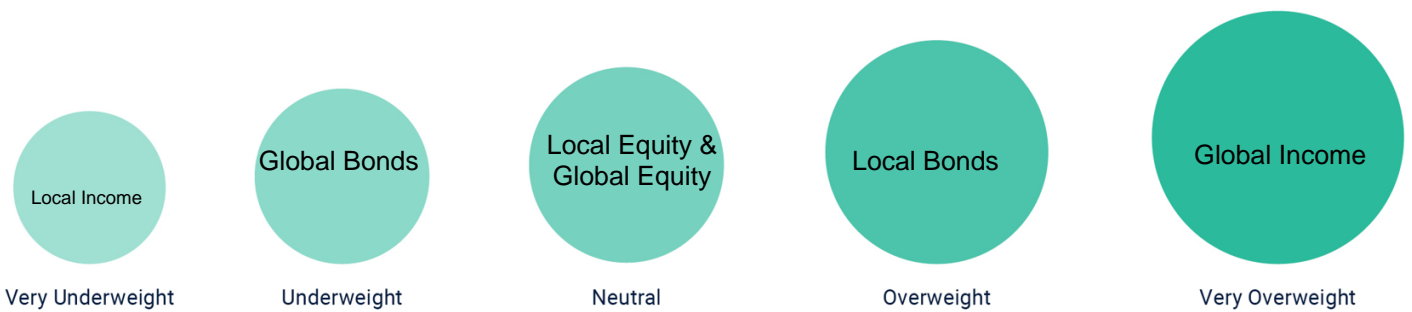 Local Income
Global Bonds
Local Equity &
Global Equity
Local Bonds
Global Income
Very Underweight
Underweight
Neutral
Overweight
Very Overweight